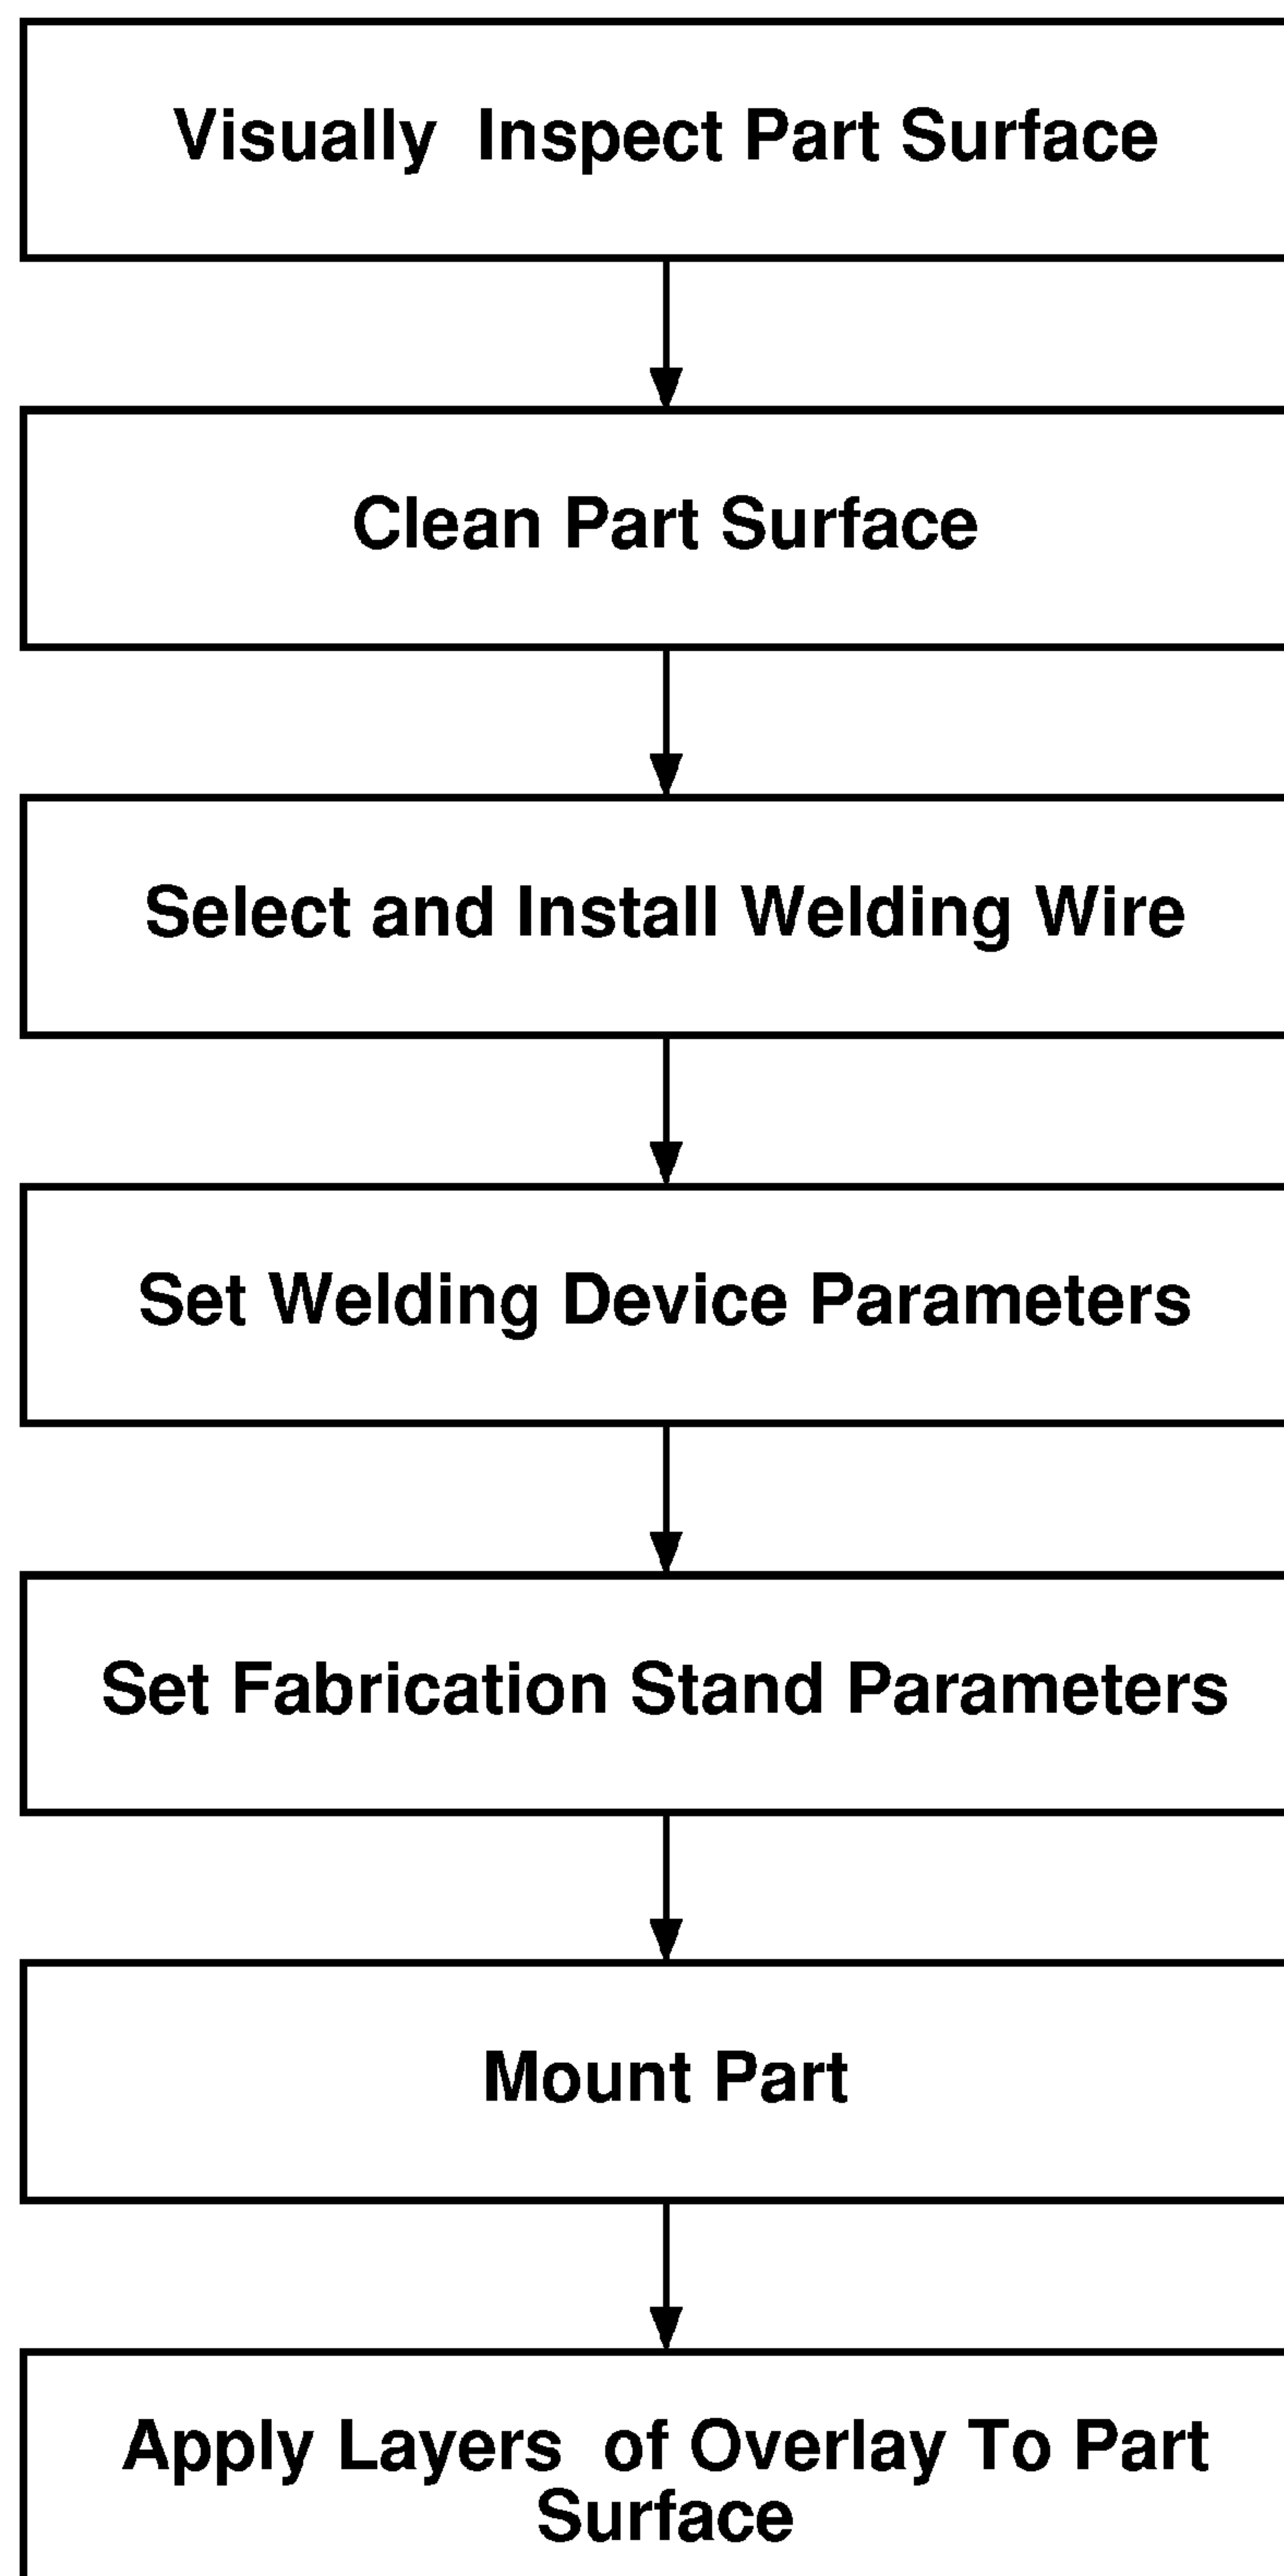 Visually  Inspect Part Surface
Clean Part Surface
Select and Install Welding Wire
Set Welding Device Parameters
Set Fabrication Stand Parameters
Mount Part
Apply Layers  of Overlay To Part
Surface